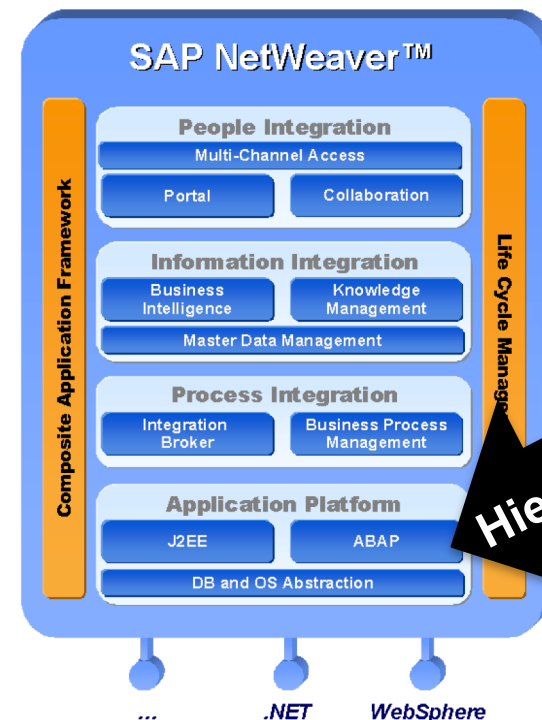 SAP NetWeaver™
People Integration
Multi-Channel Access
Portal
Collaboration
Information Integration
Business
Intelligence
Knowledge
Management
Master Data Management
Process Integration
Integration
Broker
Business Process
Management
Application Platform
J2EE
ABAP
DB and OS Abstraction
Composite Application Framework
Life Cycle
...
.NET
WebSphere